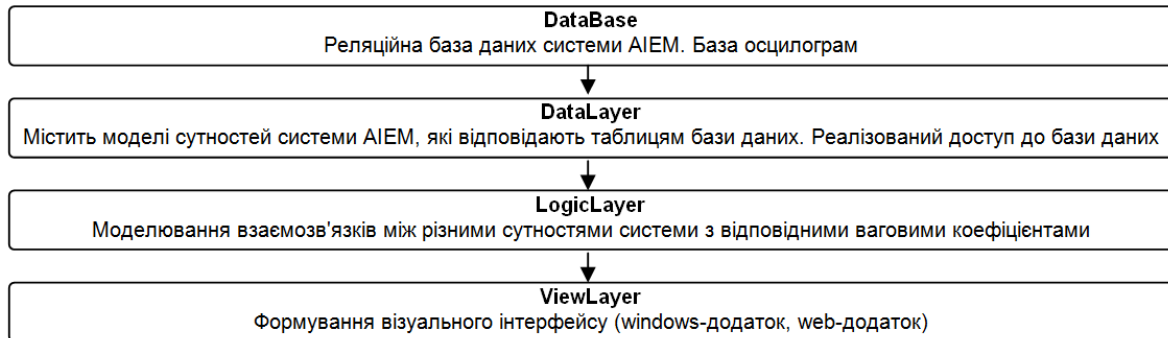 DataBase
Реляційна база даних системи АІЕМ. База осцилограм
DataLayer
Містить моделі сутностей системи АІЕМ, які відповідають таблицям бази даних. Реалізований доступ до бази даних
LogicLayer
Моделювання взаємозв'язків між різними сутностями системи з відповідними ваговими коефіцієнтами
ViewLayer
Формування візуального інтерфейсу (windows-додаток, web-додаток)